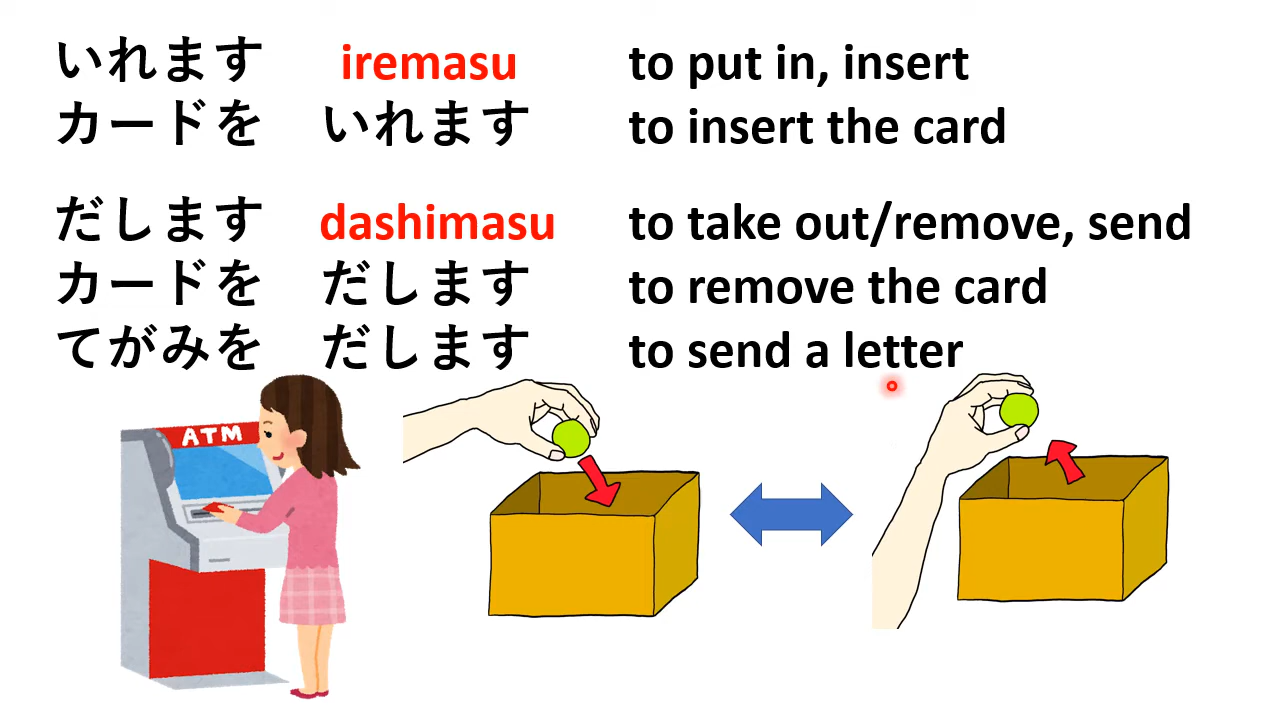 いれます iremasu to put in, insert
カードを いれます to insert the card
だします dashimasu to take out/remove, send
カードを だします to remove the card
てがみを だします to send a letter
ATM